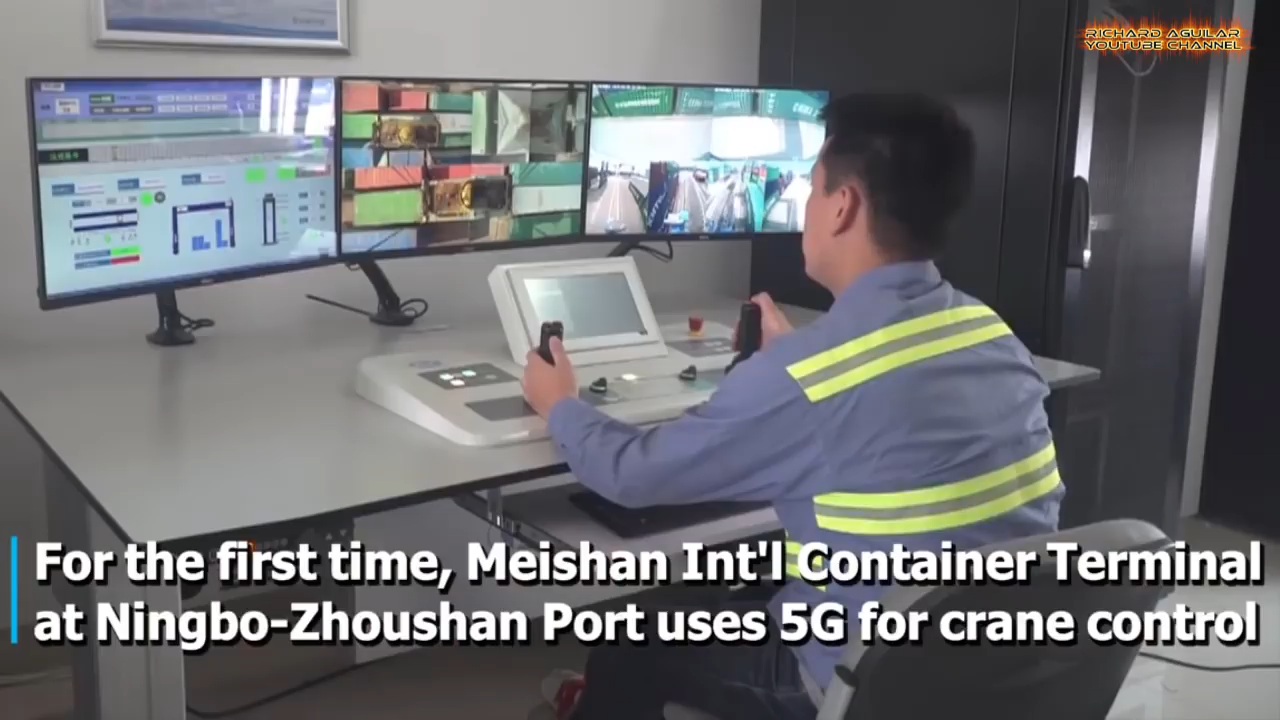 RICHARD AGUILAR
YOUTUBE CHANNEL
For the first time, Meishan Int'l Container Terminal
at Ningbo-Zhoushan Port uses 5G for crane control